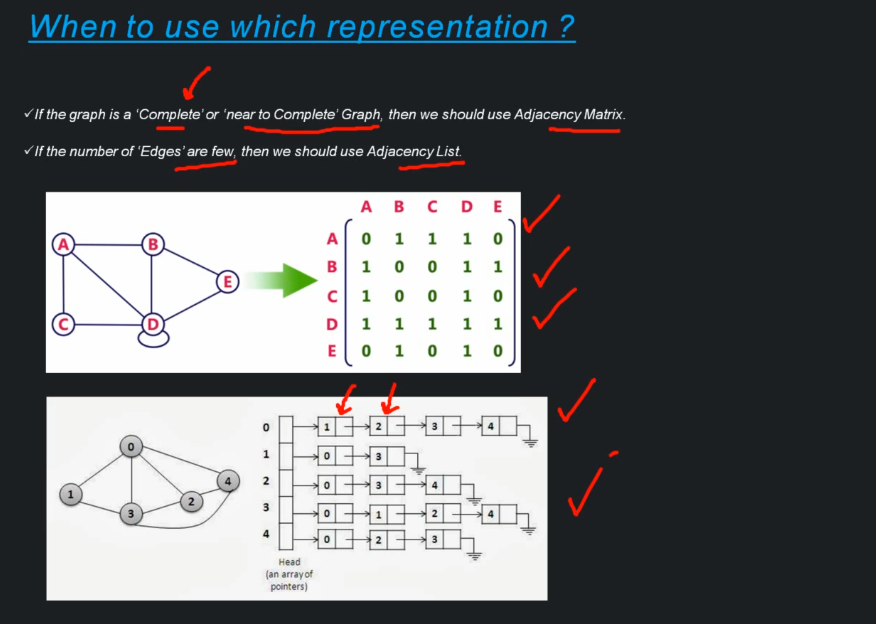 When to use which representation ?
✓If the graph is a 'Complete' or 'near to Complete' Graph, then we should use Adjacency Matrix.
✓If the number of 'Edges' are few, then we should use Adjacency List.
A B C D E
A 0 1 1 1 0
B 1 0 0 1 1
C 1 0 0 1 0
D 1 1 1 1 1
E 0 1 0 1 0
A B
E
C D
0 1 2 3 4
1 0 3
2 0 3 4
3 0 1 2 4
4 0 2 3
0
4
1 2
3
Head
(an array of
pointers)